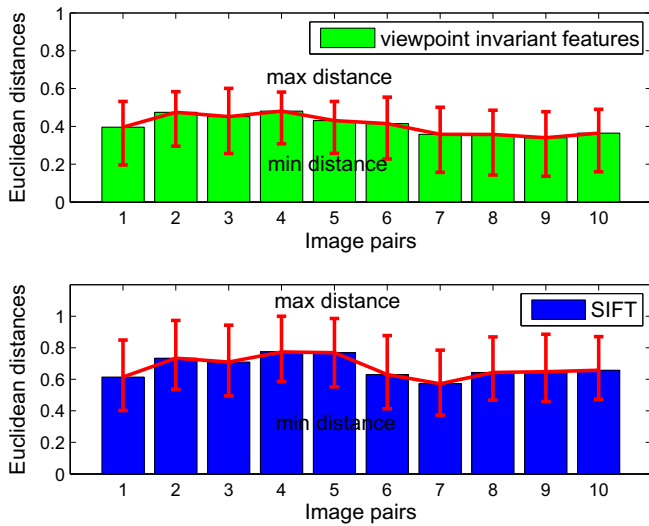 1
viewpoint invariant features
0.8
max distance
0.6
0.4
min distance
0.2
0
Euclidean distances
1 2 3 4 5 6 7 8 9 10
Image pairs
max distance
SIFT
1
0.8
0.6
0.4
min distance
0.2
0
Euclidean distances
1 2 3 4 5 6 7 8 9 10
Image pairs